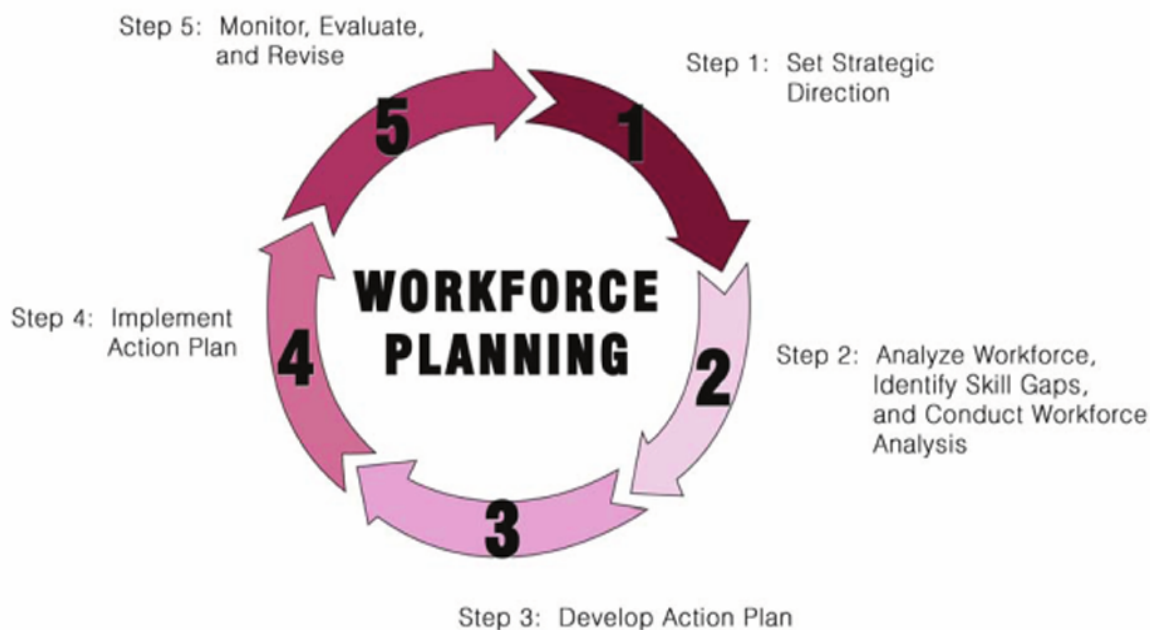 Step 1: Set Strategic
Direction
Step 2: Analyze Workforce,
Identify Skill Gaps,
and Conduct Workforce
Analysis
Step 3: Develop Action Plan
Step 4: Implement
Action Plan
Step 5: Monitor, Evaluate,
and Revise
1
2
3
4
5
WORKFORCE
PLANNING